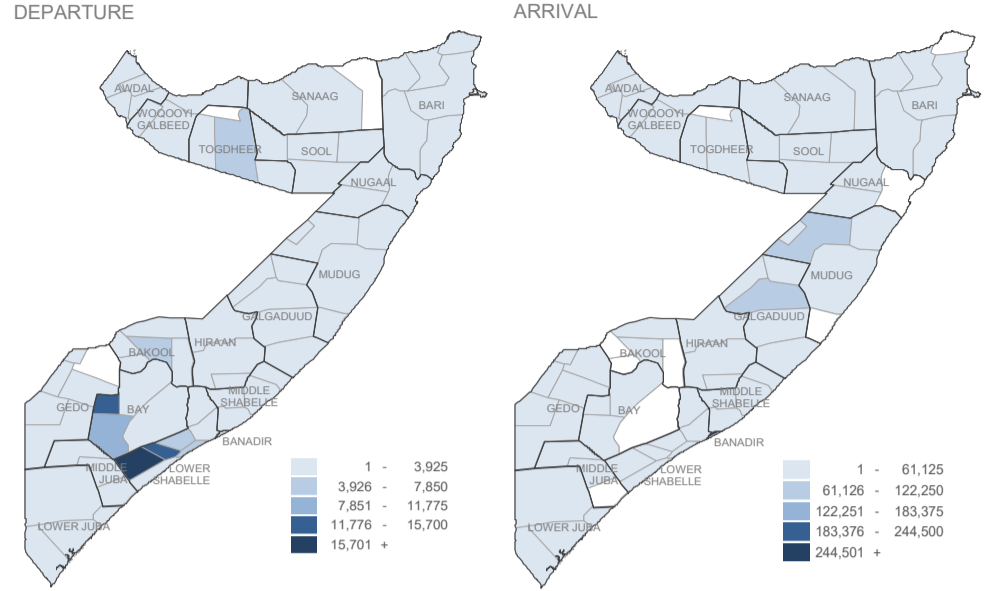 DEPARTURE
AWDAL
WOQOOYI
GALBEED
TOGDHEER
SANAAG
SOOL
BARI
NUGAAL
MUDUG
GALGADUUD
HIRAAN
BAKOOL
GEDO
BAY
MIDDLE
SHABELLE
BANADIR
MIDDLE
JUBA
LOWER
SHABELLE
LOWER JUBA
1 - 3,925
3,926 - 7,850
7,851 - 11,775
11,776 - 15,700
15,701 +
ARRIVAL
AWDAL
WOQOOYI
GALBEED
TOGDHEER
SANAAG
SOOL
BARI
NUGAAL
MUDUG
GALGADUUD
HIRAAN
BAKOOL
GEDO
BAY
MIDDLE
SHABELLE
BANADIR
MIDDLE
JUBA
LOWER
SHABELLE
LOWER JUBA
1 - 61,125
61,126 - 122,250
122,251 - 183,375
183,376 - 244,500
244,501 +